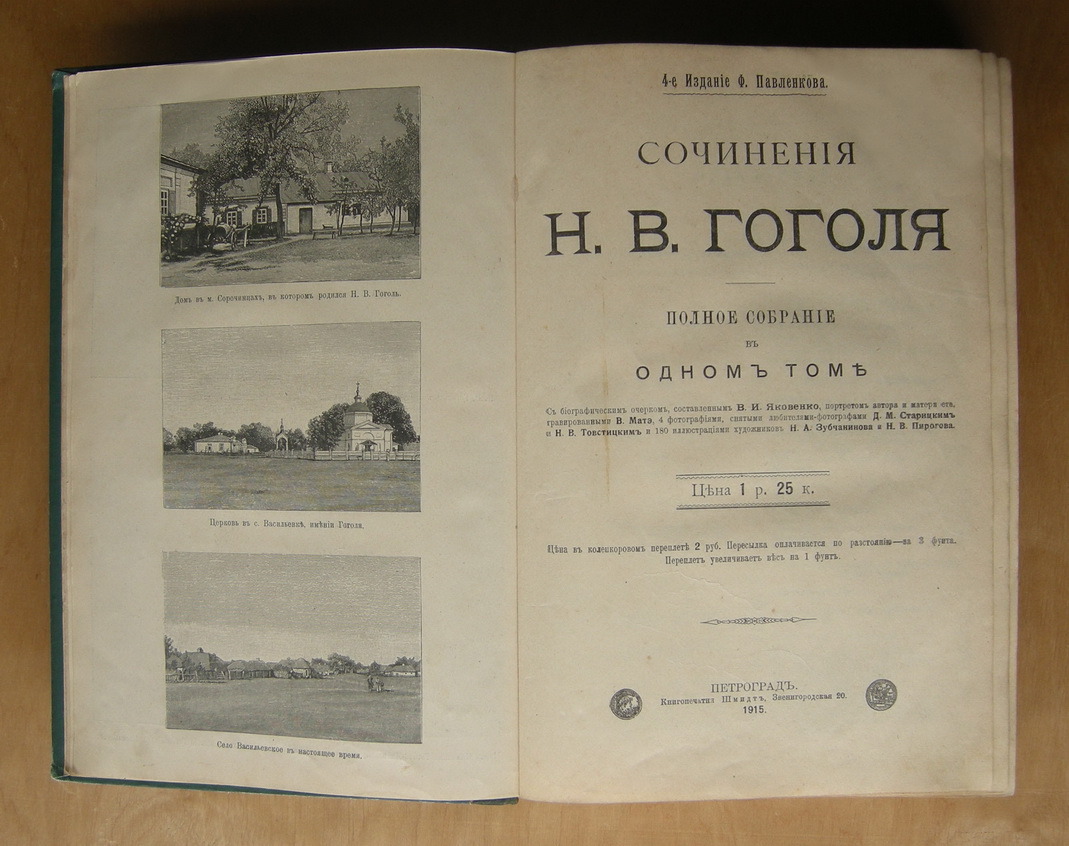 Домъ въ м. Сорочинцахъ, въ которомъ родился Н. В. Гоголь.
Церковь въ с. Васильевкѣ, имѣніи Гоголя.
Село Васильевское въ настоящее время.
4-е Изданіе Ф. Павленкова.
СОЧИНЕНІЯ
Н. В. ГОГОЛЯ
ПОЛНОЕ СОБРАНІЕ
ВЪ
ОДНОМЪ ТОМѢ
Съ біографическимъ очеркомъ, составленнымъ В. И. Яковенко, портретомъ автора и матери его,
гравированными В. Матэ, 4 фотографіями, снятыми любителями-фотографами Д. М. Старицкимъ
и Н. В. Товстицкимъ и 180 иллюстраціями художниковъ Н. А. Зубчанинова и Н. В. Пирогова.
Цѣна 1 р. 25 к.
Цѣна въ коленкоровомъ переплетѣ 2 руб. Пересылка оплачивается по разстоянію—за 3 фунта.
Переплетъ увеличиваетъ вѣсъ на 1 фунтъ.
ПЕТРОГРАДЪ.
Книгопечатня Шмидтъ, Звенигородская 20.
1915.